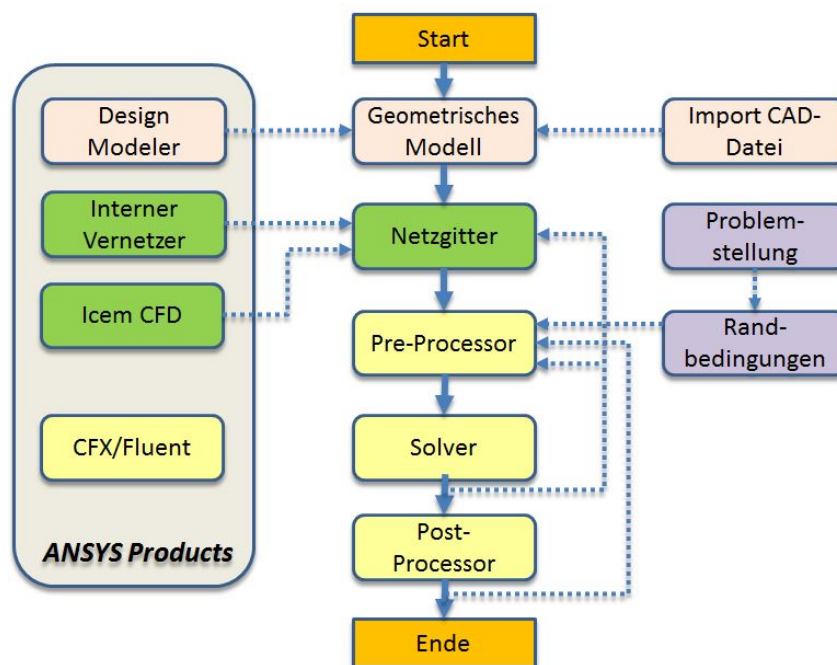 Start
Design
Modeler
Geometrisches
Modell
Import CAD-
Datei
Interner
Vernetzer
Netzgitter
Problem-
stellung
Icem CFD
Pre-Processor
Rand-
bedingungen
CFX/Fluent
Solver
ANSYS Products
Post-
Processor
Ende